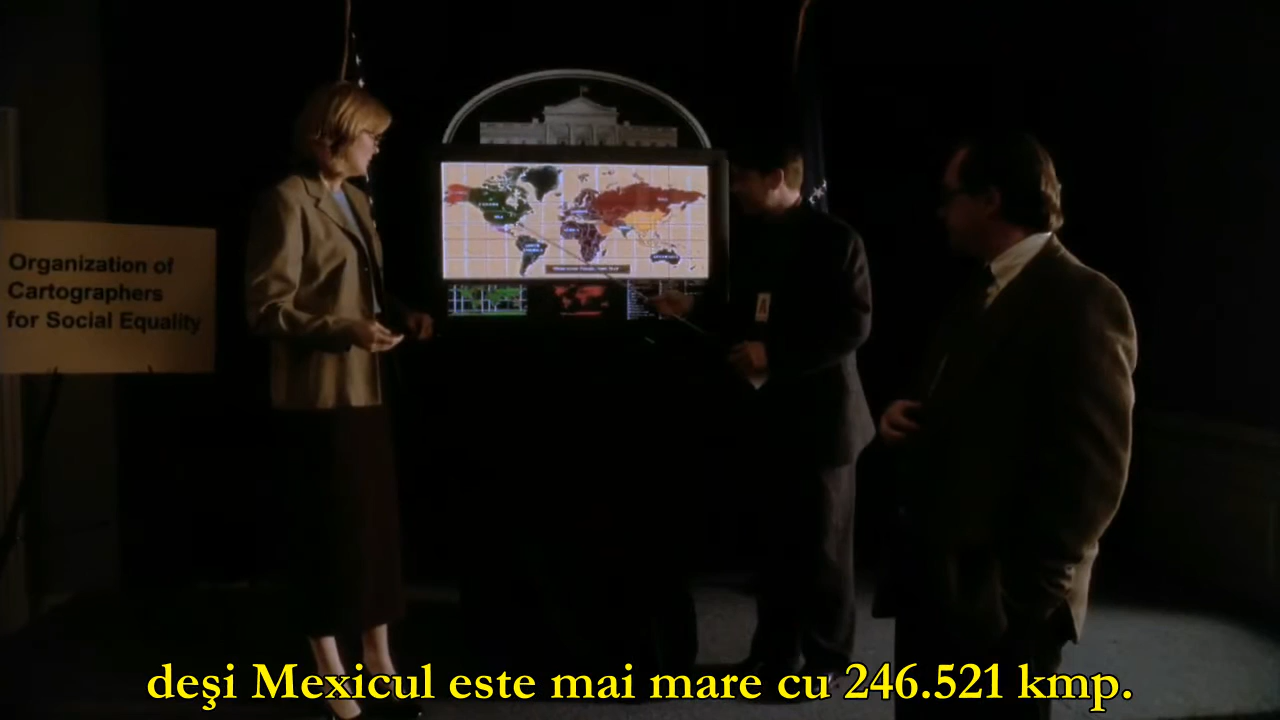 Organization of
Cartographers
for Social Equality
A
deşi Mexicul este mai mare cu 246.521 kmp.